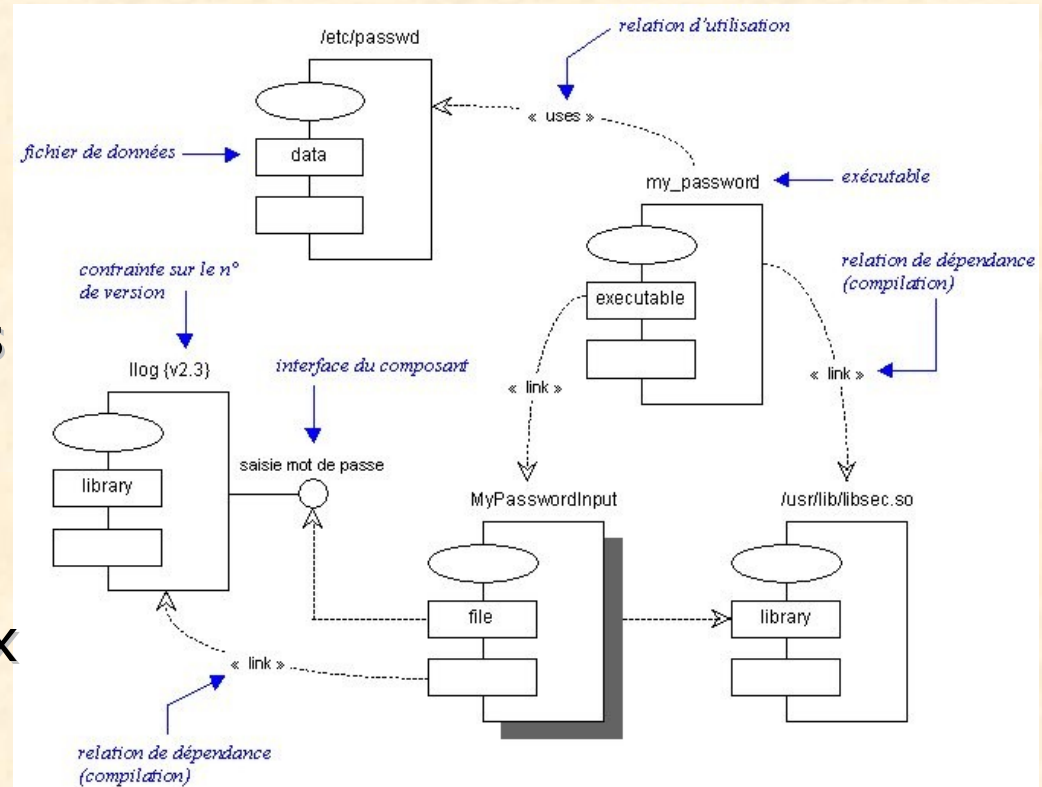 relation d'utilisation
/etc/passwd
« uses »
fichier de données
data
my_password
exécutable
contrainte sur le n°
de version
relation de dépendance
(compilation)
executable
s
llog {v2.3}
interface du composant
« link »
« link »
saisie mot de passe
library
MyPasswordInput
/usr/lib/libsec.so
file
library
x
« link »
relation de dépendance
(compilation)